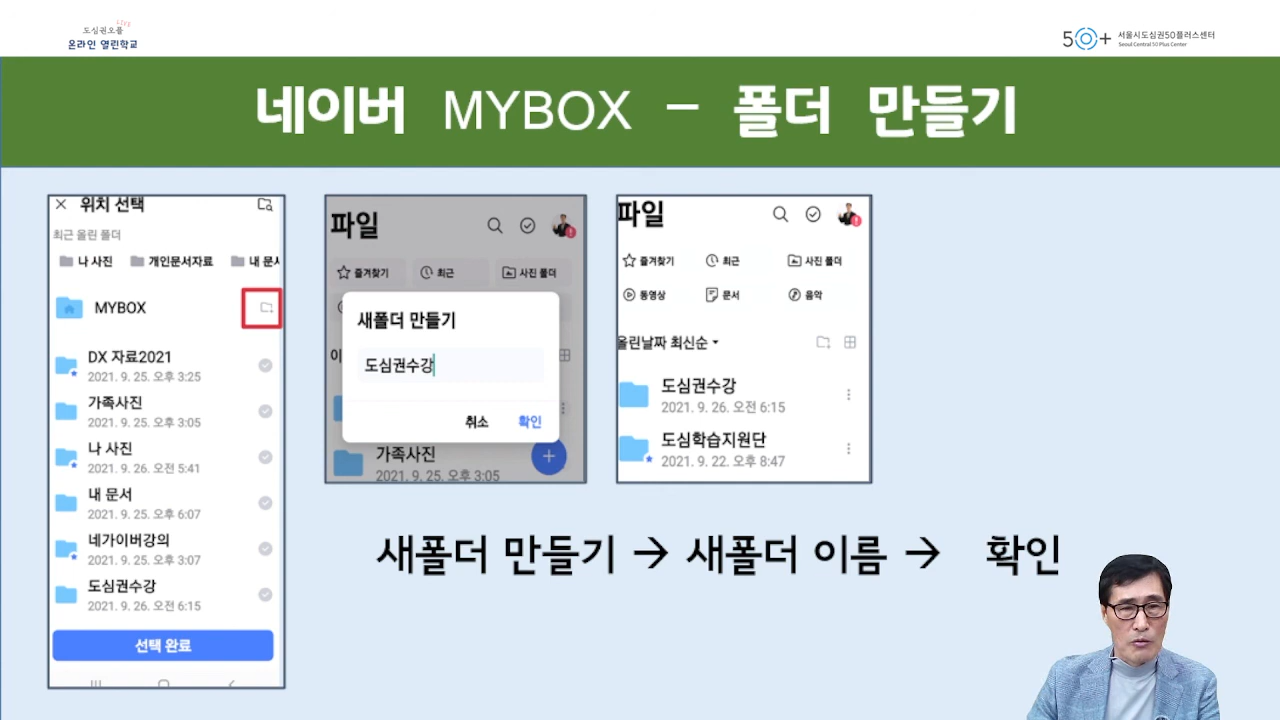 도심권오플 LIVE
온라인 열린학교
50+ 서울시도심권50플러스센터
Seoul Central 50 Plus Center
네이버 MYBOX - 폴더 만들기
위치 선택
최근 올린 폴더
나 사진 개인문서자료 내 문서
MYBOX
DX 자료2021
2021. 9. 25. 오후 3:25
가족사진
2021. 9. 25. 오후 3:05
나 사진
2021. 9. 26. 오전 5:41
내 문서
2021. 9. 25. 오후 6:07
네가이버강의
2021. 9. 25. 오후 3:07
도심권수강
2021. 9. 26. 오전 6:15
선택 완료
파일
즐겨찾기 최근 사진 폴더
이
새폴더 만들기
도심권수강
취소 확인
가족사진
2021. 9. 25. 오후 3:05
파일
즐겨찾기 최근 사진 폴더
동영상 문서 음악
올린날짜 최신순
도심권수강
2021. 9. 26. 오전 6:15
도심학습지원단
2021. 9. 22. 오후 8:47
새폴더 만들기 → 새폴더 이름 → 확인